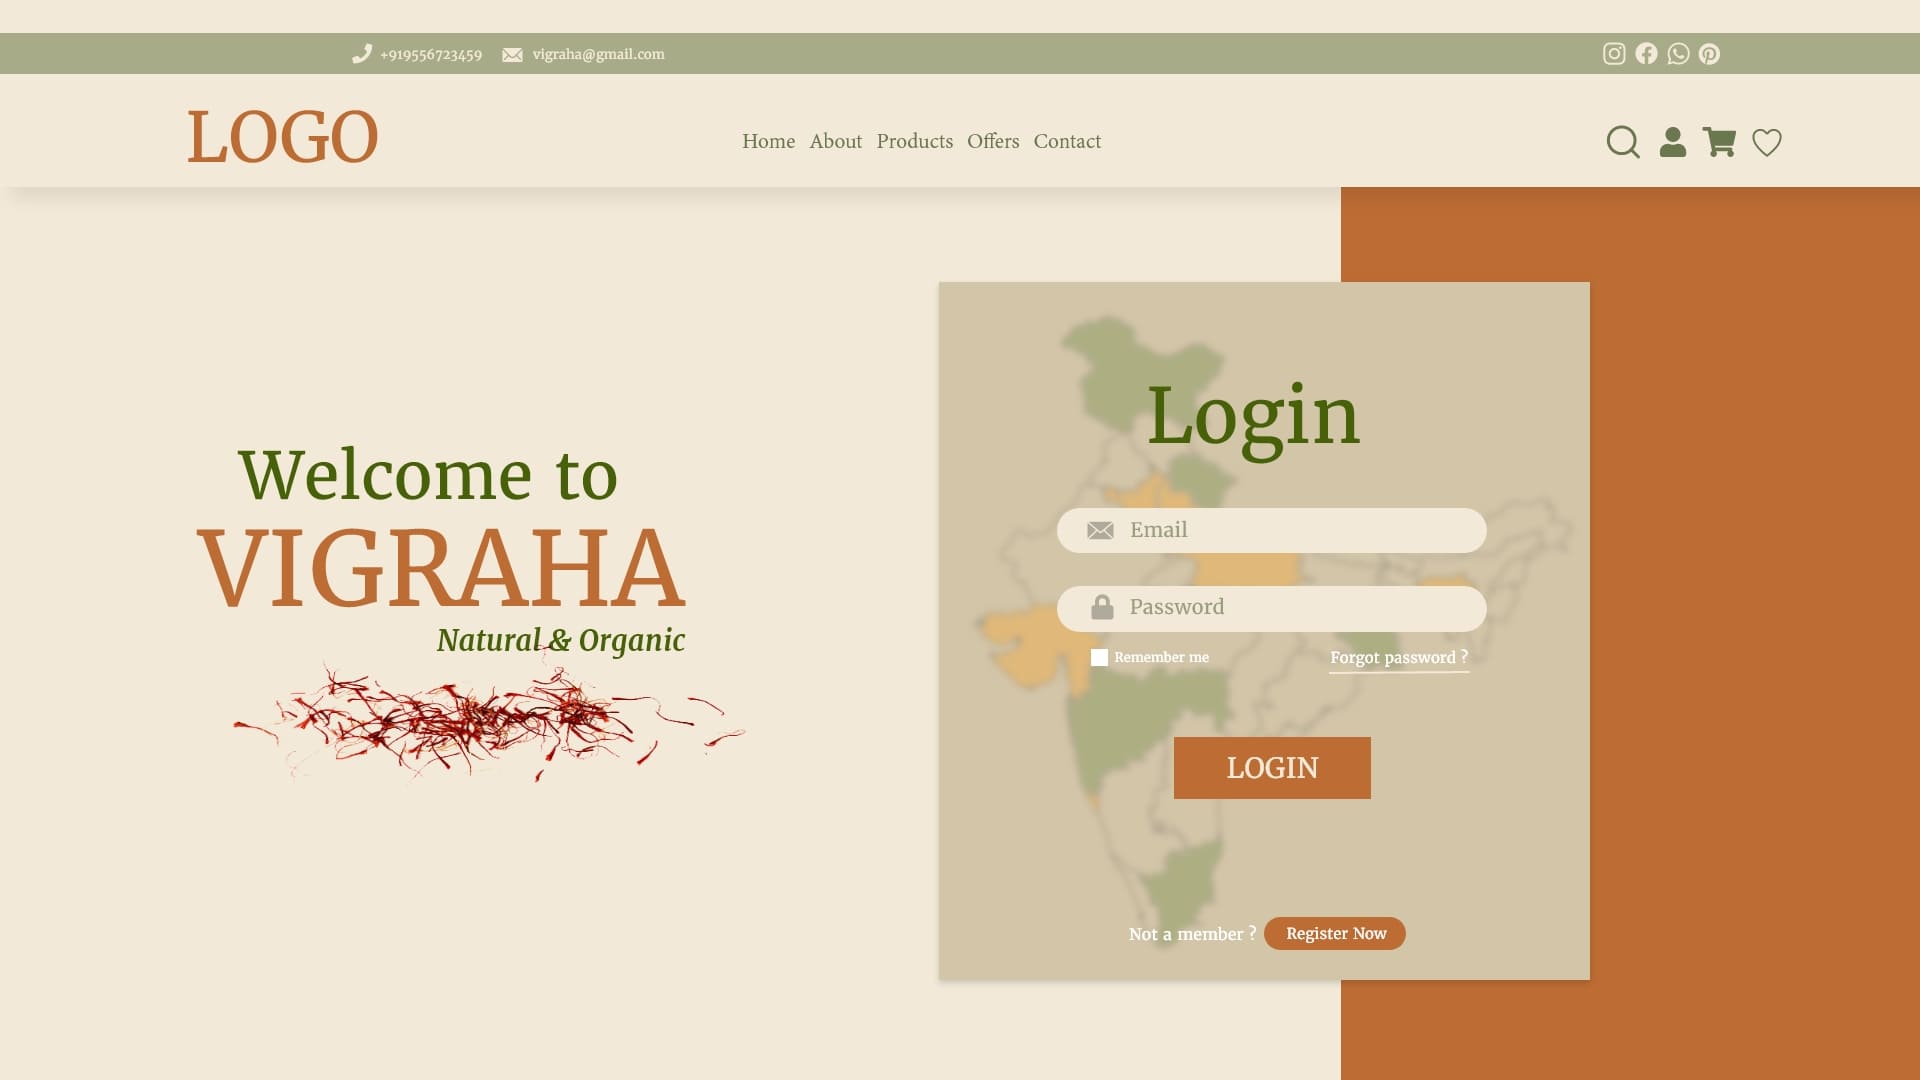 +919556723459 vigraha@gmail.com
LOGO
Home About Products Offers Contact
Welcome to
VIGRAHA
Natural & Organic
Login
Email
Password
Remember me Forgot password ?
LOGIN
Not a member ? Register Now